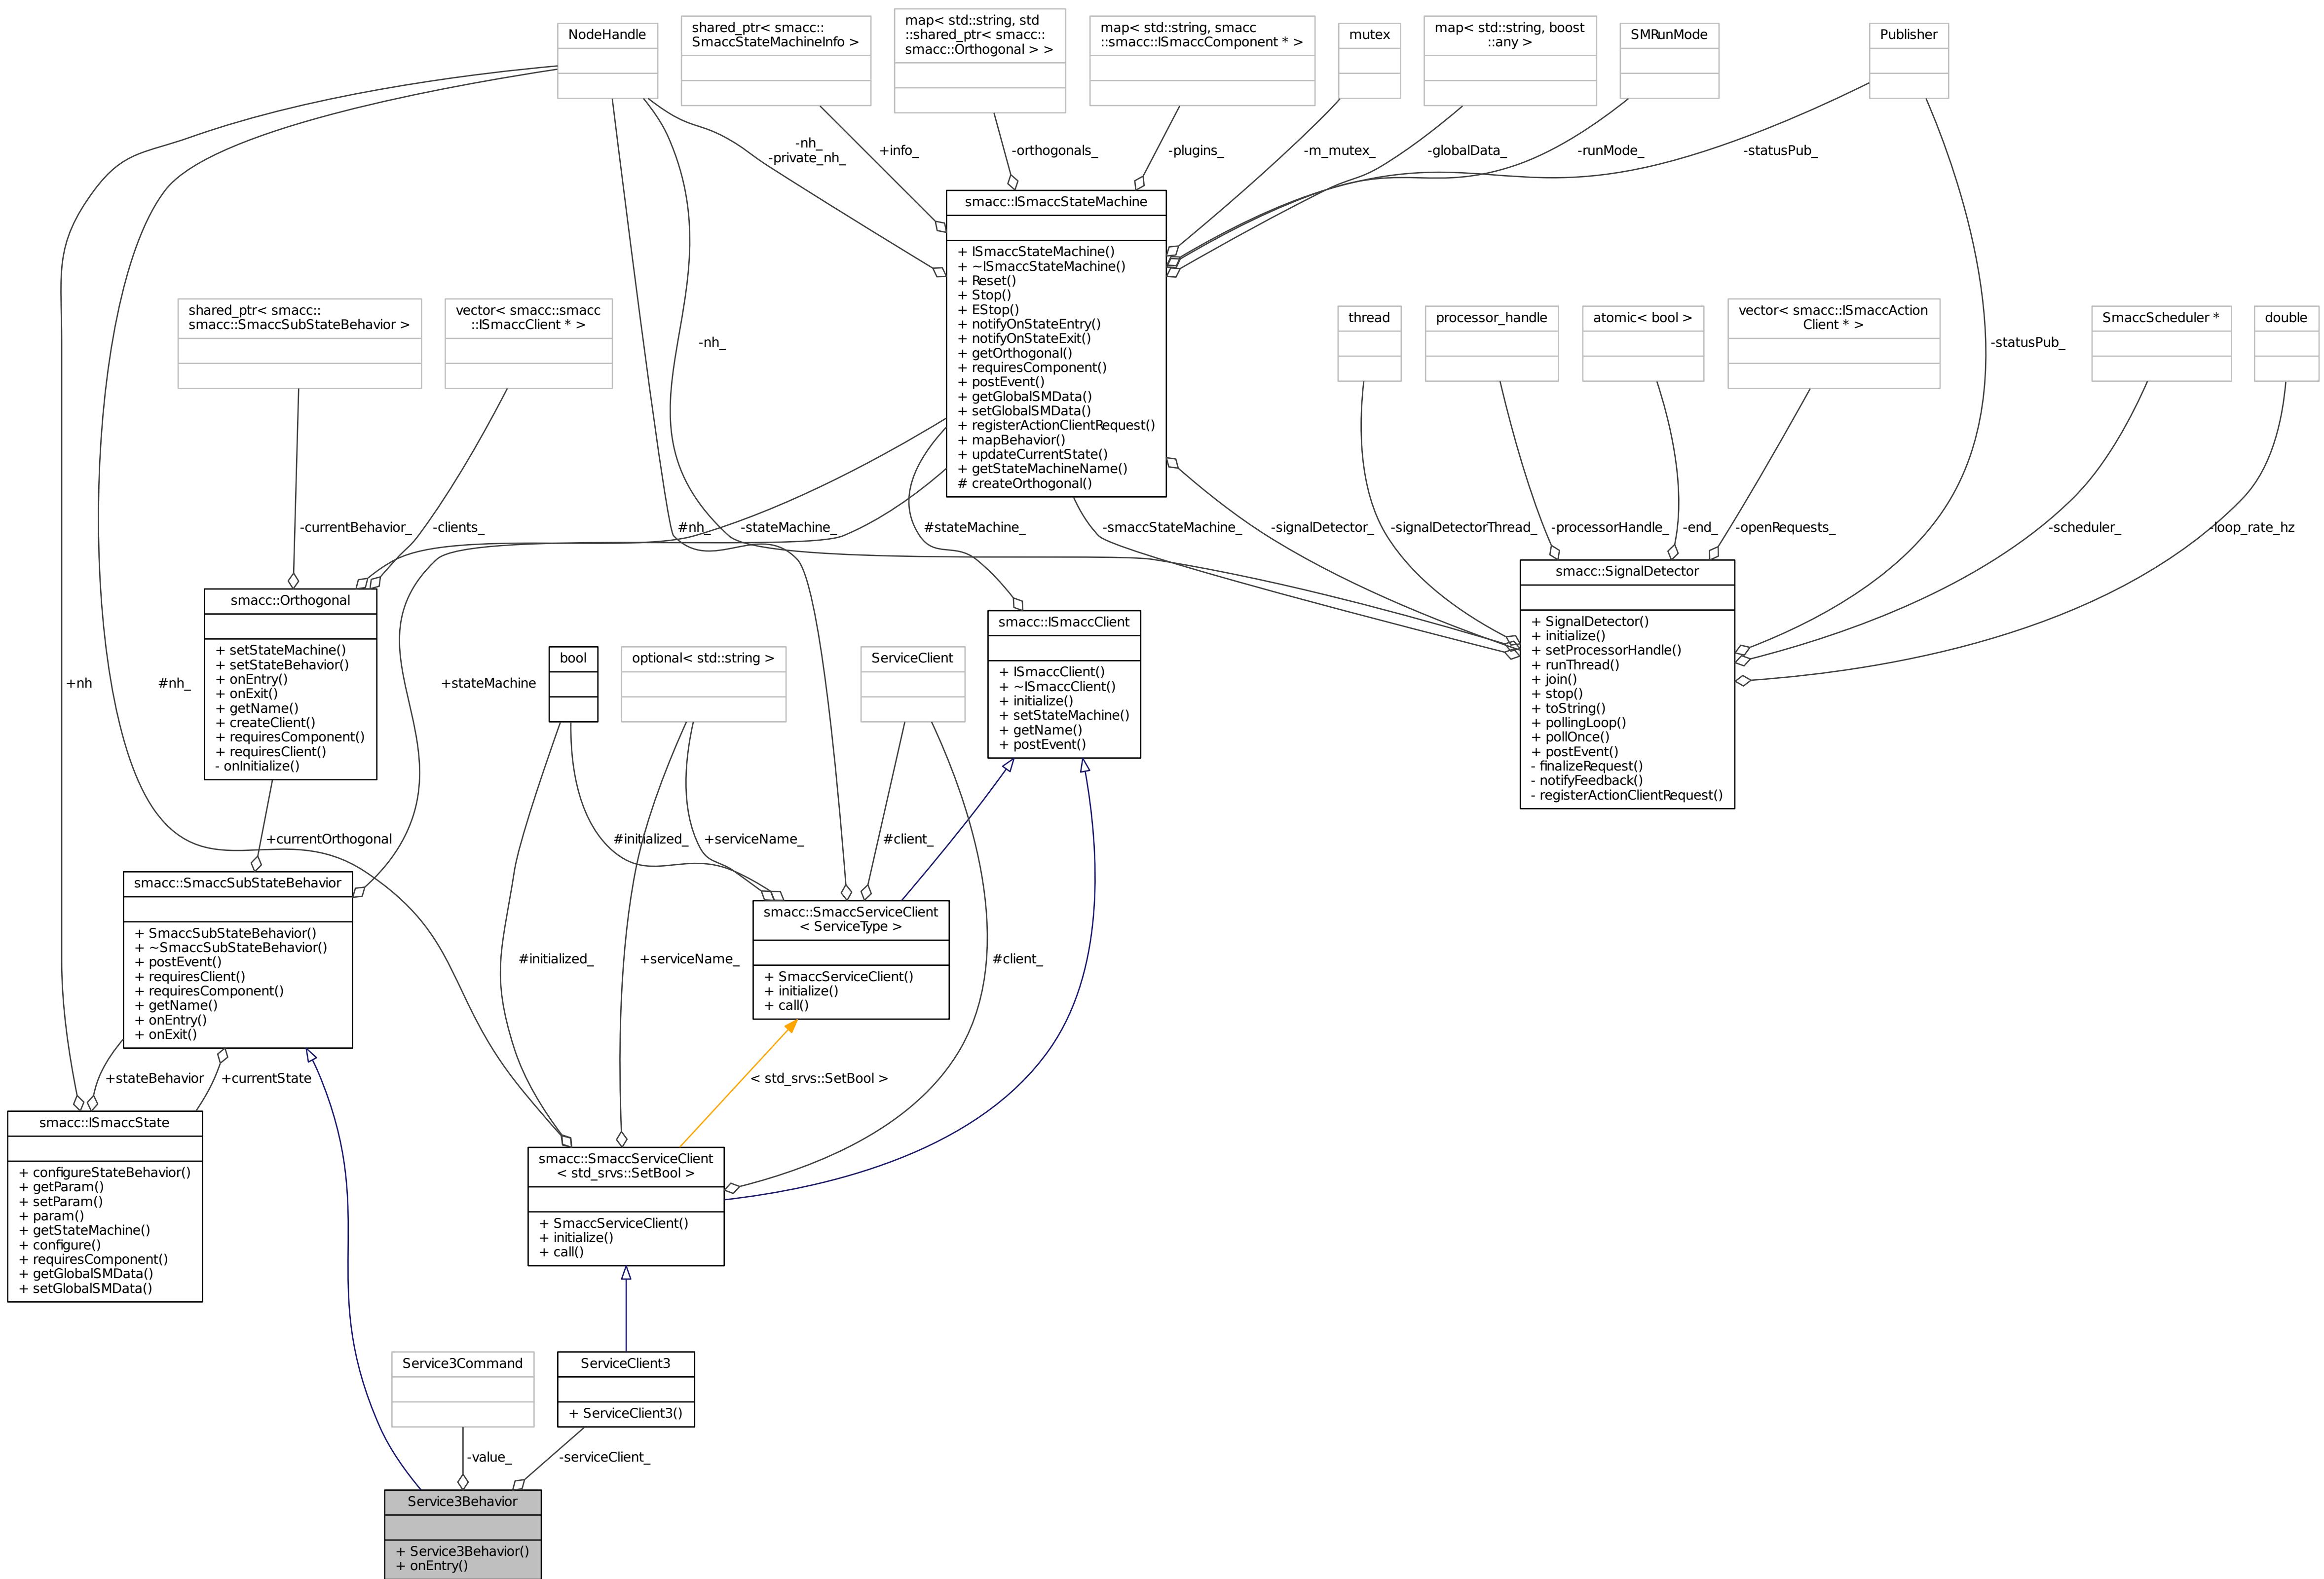 NodeHandle
shared_ptr< smacc::
SmaccStateMachineInfo >
map< std::string, std
::shared_ptr< smacc::
smacc::Orthogonal > >
map< std::string, smacc
::smacc::ISmaccComponent * >
mutex
map< std::string, boost
::any >
SMRunMode
Publisher
-nh_
-private_nh_
+info_
-orthogonals_
-plugins_
-m_mutex_
-globalData_
-runMode_
-statusPub_
smacc::ISmaccStateMachine
+ ISmaccStateMachine()
+ ~ISmaccStateMachine()
+ Reset()
+ Stop()
+ EStop()
+ notifyOnStateEntry()
+ notifyOnStateExit()
+ getOrthogonal()
+ requiresComponent()
+ postEvent()
+ getGlobalSMData()
+ setGlobalSMData()
+ registerActionClientRequest()
+ mapBehavior()
+ updateCurrentState()
+ getStateMachineName()
# createOrthogonal()
shared_ptr< smacc::
smacc::SmaccSubStateBehavior >
vector< smacc::smacc
::ISmaccClient * >
-nh_
thread
processor_handle
atomic< bool >
vector< smacc::ISmaccAction
Client * >
-statusPub_
SmaccScheduler *
double
-currentBehavior_
-clients_
#nh_
-stateMachine_
#stateMachine_
-smaccStateMachine_
-signalDetector_
-signalDetectorThread_
-processorHandle_
-end_
-openRequests_
-scheduler_
-loop_rate_hz
smacc::Orthogonal
+ setStateMachine()
+ setStateBehavior()
+ onEntry()
+ onExit()
+ getName()
+ createClient()
+ requiresComponent()
+ requiresClient()
- onInitialize()
smacc::SignalDetector
+ SignalDetector()
+ initialize()
+ setProcessorHandle()
+ runThread()
+ join()
+ stop()
+ toString()
+ pollingLoop()
+ pollOnce()
+ postEvent()
- finalizeRequest()
- notifyFeedback()
- registerActionClientRequest()
+nh
#nh_
+stateMachine
bool
optional< std::string >
ServiceClient
smacc::ISmaccClient
+ ISmaccClient()
+ ~ISmaccClient()
+ initialize()
+ setStateMachine()
+ getName()
+ postEvent()
+currentOrthogonal
#initialized_
+serviceName_
#client_
smacc::SmaccSubStateBehavior
+ SmaccSubStateBehavior()
+ ~SmaccSubStateBehavior()
+ postEvent()
+ requiresClient()
+ requiresComponent()
+ getName()
+ onEntry()
+ onExit()
smacc::SmaccServiceClient
< ServiceType >
+ SmaccServiceClient()
+ initialize()
+ call()
#initialized_
+serviceName_
#client_
+stateBehavior
+currentState
< std_srvs::SetBool >
smacc::ISmaccState
+ configureStateBehavior()
+ getParam()
+ setParam()
+ param()
+ getStateMachine()
+ configure()
+ requiresComponent()
+ getGlobalSMData()
+ setGlobalSMData()
smacc::SmaccServiceClient
< std_srvs::SetBool >
+ SmaccServiceClient()
+ initialize()
+ call()
Service3Command
ServiceClient3
+ ServiceClient3()
-value_
-serviceClient_
Service3Behavior
+ Service3Behavior()
+ onEntry()